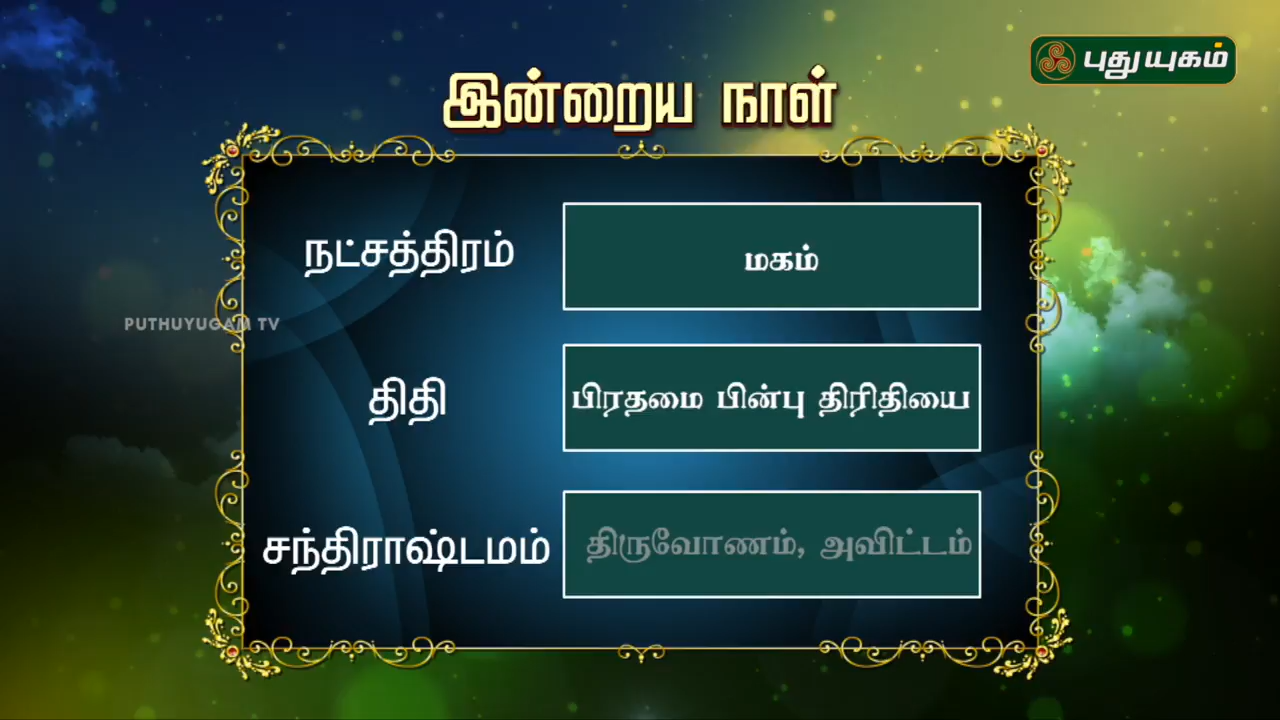 புதுயுகம்
இன்றைய நாள்
நட்சத்திரம்
மகம்
PUTHUYUGAM TV
திதி
பிரதமை பின்பு திரிதியை
சந்திராஷ்டமம்
திருவோணம், அவிட்டம்